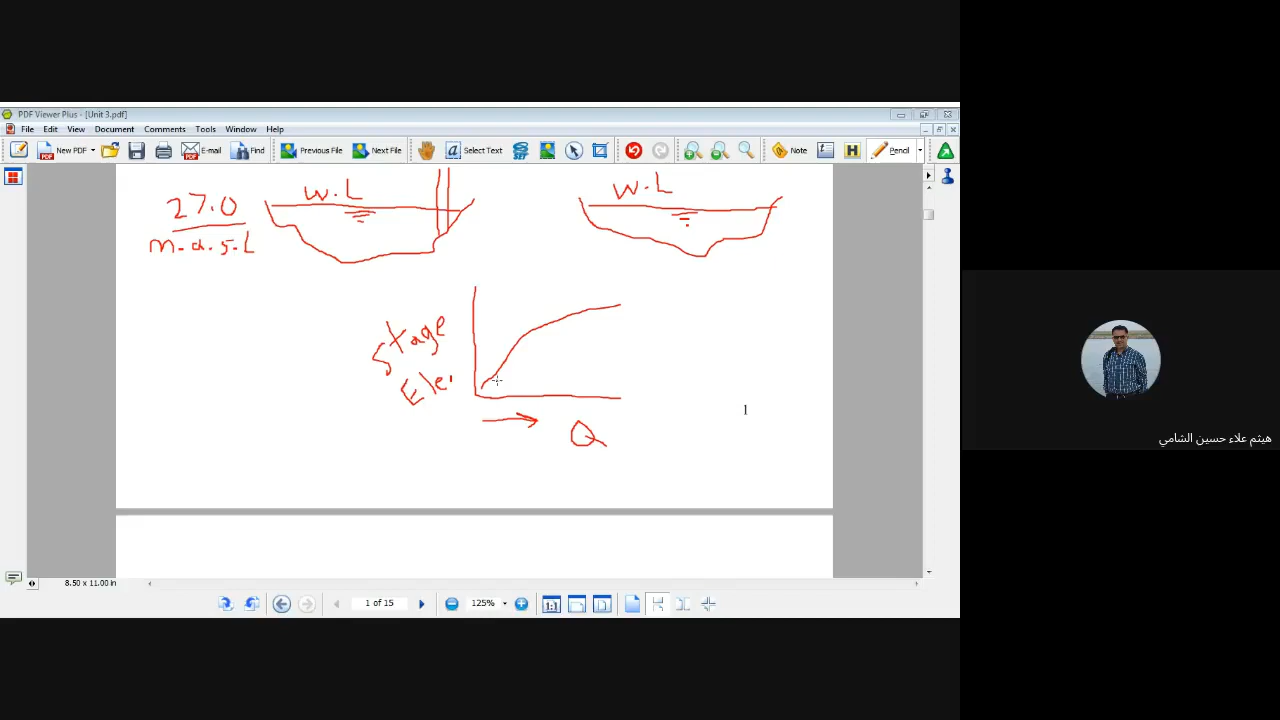 PDF Viewer Plus - [Unit 3.pdf]
File Edit View Document Comments Tools Window Help
New PDF E-mail Find Previous File Next File Select Text Note Pencil
W.L W.L
27.0
m.a.s.L
Stage
Elev
Q
1
هيثم علاء حسين الشامي
8.50 x 11.00 in
1 of 15 125%